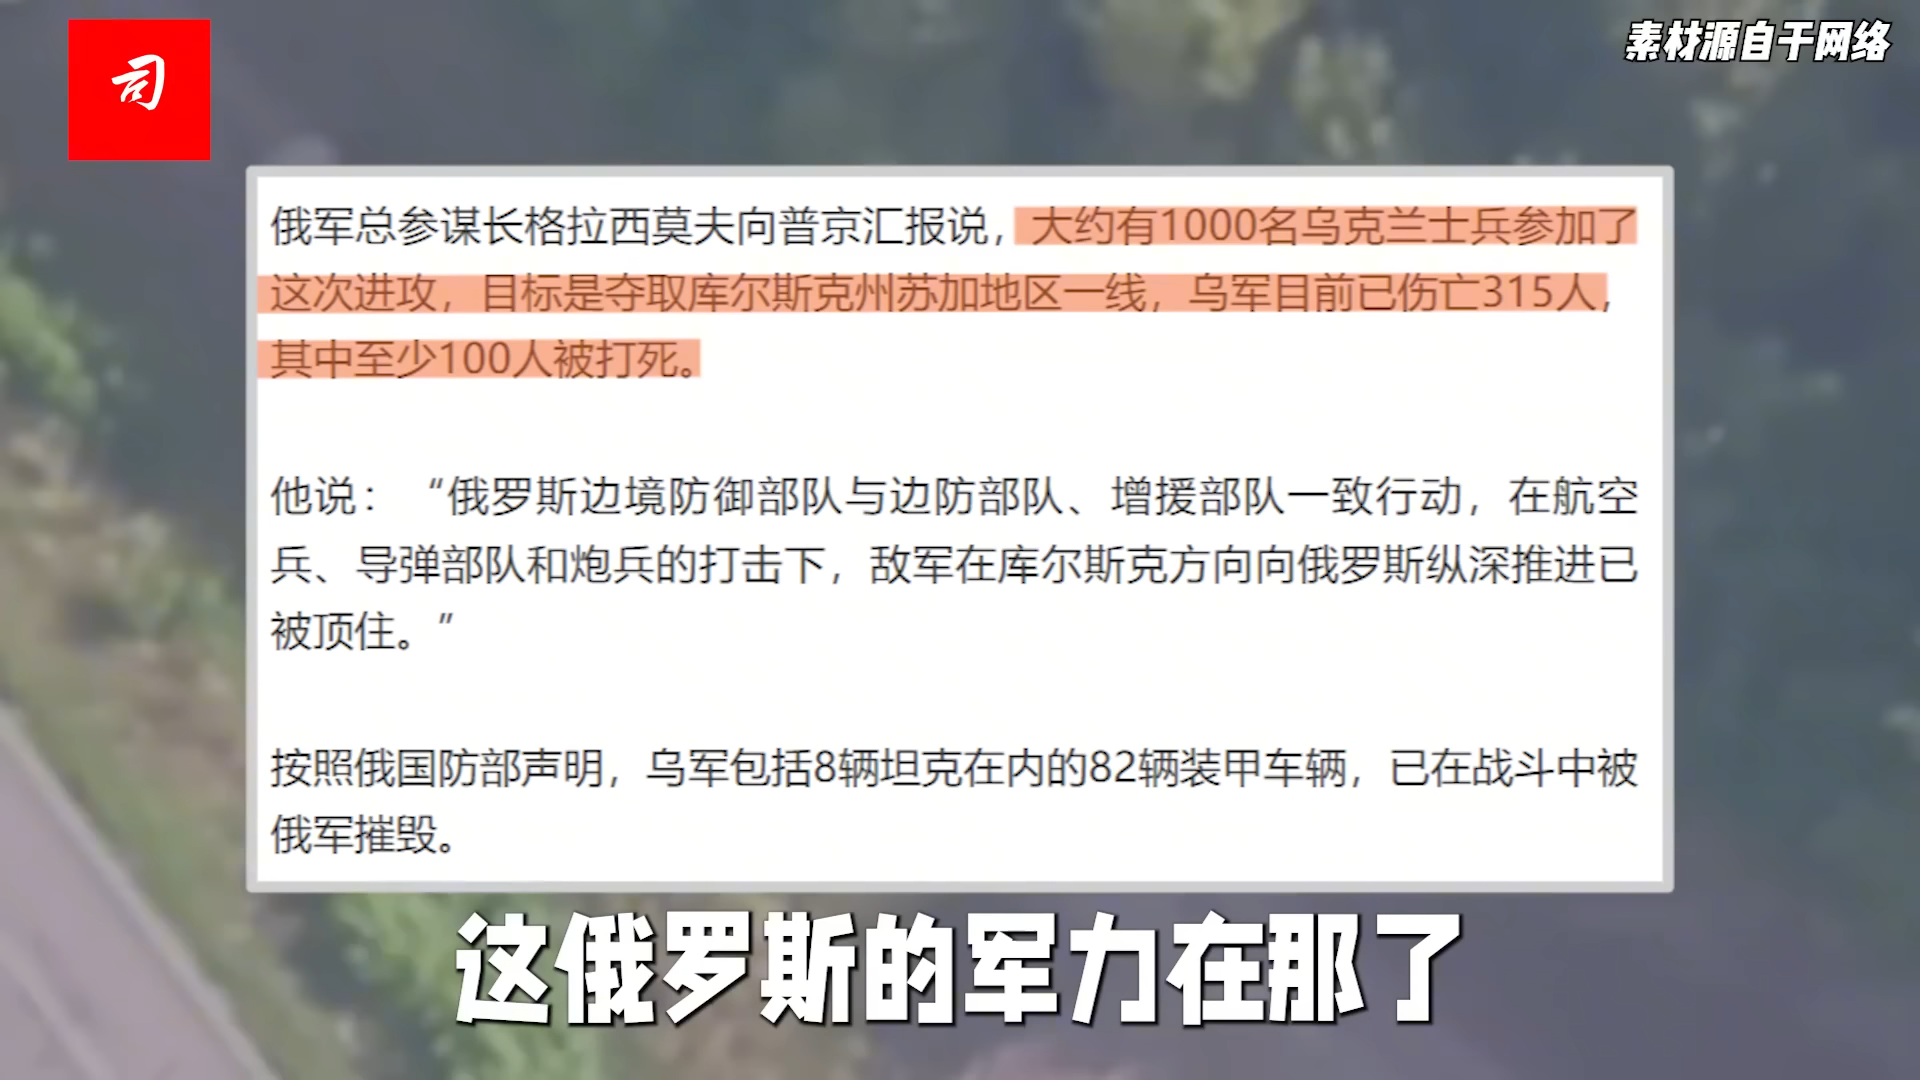 司
素材源自于网络
俄军总参谋长格拉西莫夫向普京汇报说，大约有1000名乌克兰士兵参加了
这次进攻，目标是夺取库尔斯克州苏加地区一线，乌军目前已伤亡315人，
其中至少100人被打死。
他说：“俄罗斯边境防御部队与边防部队、增援部队一致行动，在航空
兵、导弹部队和炮兵的打击下，敌军在库尔斯克方向向俄罗斯纵深推进已
被顶住。”
按照俄国防部声明，乌军包括8辆坦克在内的82辆装甲车辆，已在战斗中被
俄军摧毁。
这俄罗斯的军力在那了